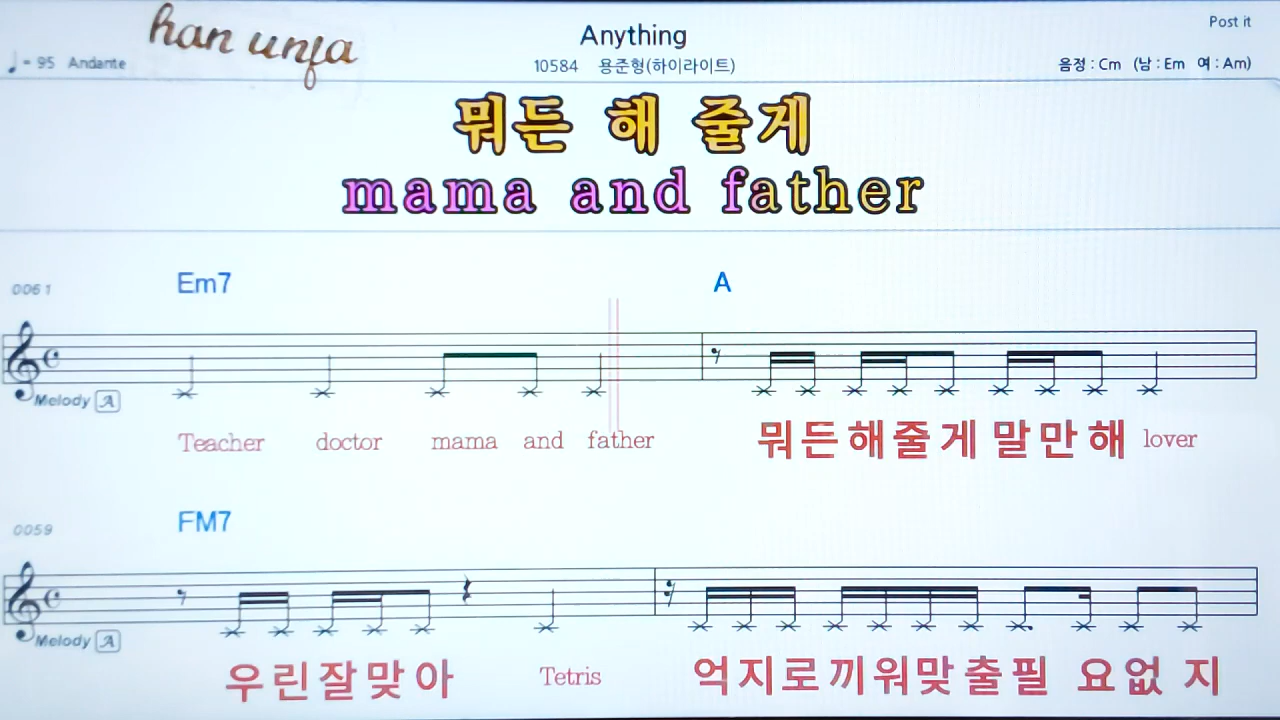 han unfa
Anything
Post it
♩ = 95 Andante
10584 용준형(하이라이트)
음정 : Cm (남 : Em 여 : Am)
뭐든 해 줄게
mama and father
Em7 A
0061
Melody A
Teacher doctor mama and father 뭐든해줄게 말만해 lover
FM7
0059
Melody A
우린잘맞아 Tetris 억지로끼워맞출필 요없 지